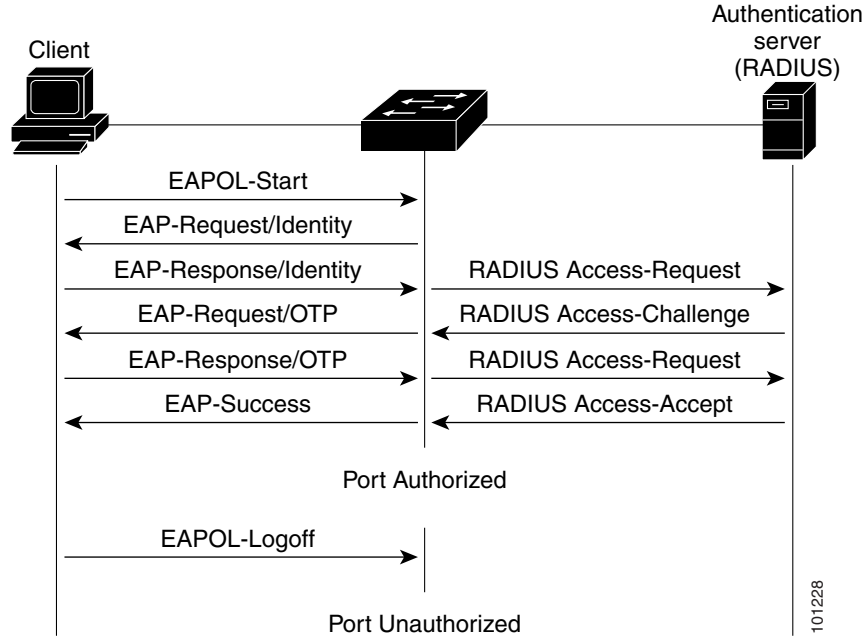 Authentication
server
(RADIUS)
Client
EAPOL-Start
EAP-Request/Identity
EAP-Response/Identity
RADIUS Access-Request
EAP-Request/OTP
RADIUS Access-Challenge
EAP-Response/OTP
RADIUS Access-Request
EAP-Success
RADIUS Access-Accept
Port Authorized
EAPOL-Logoff
Port Unauthorized
101228